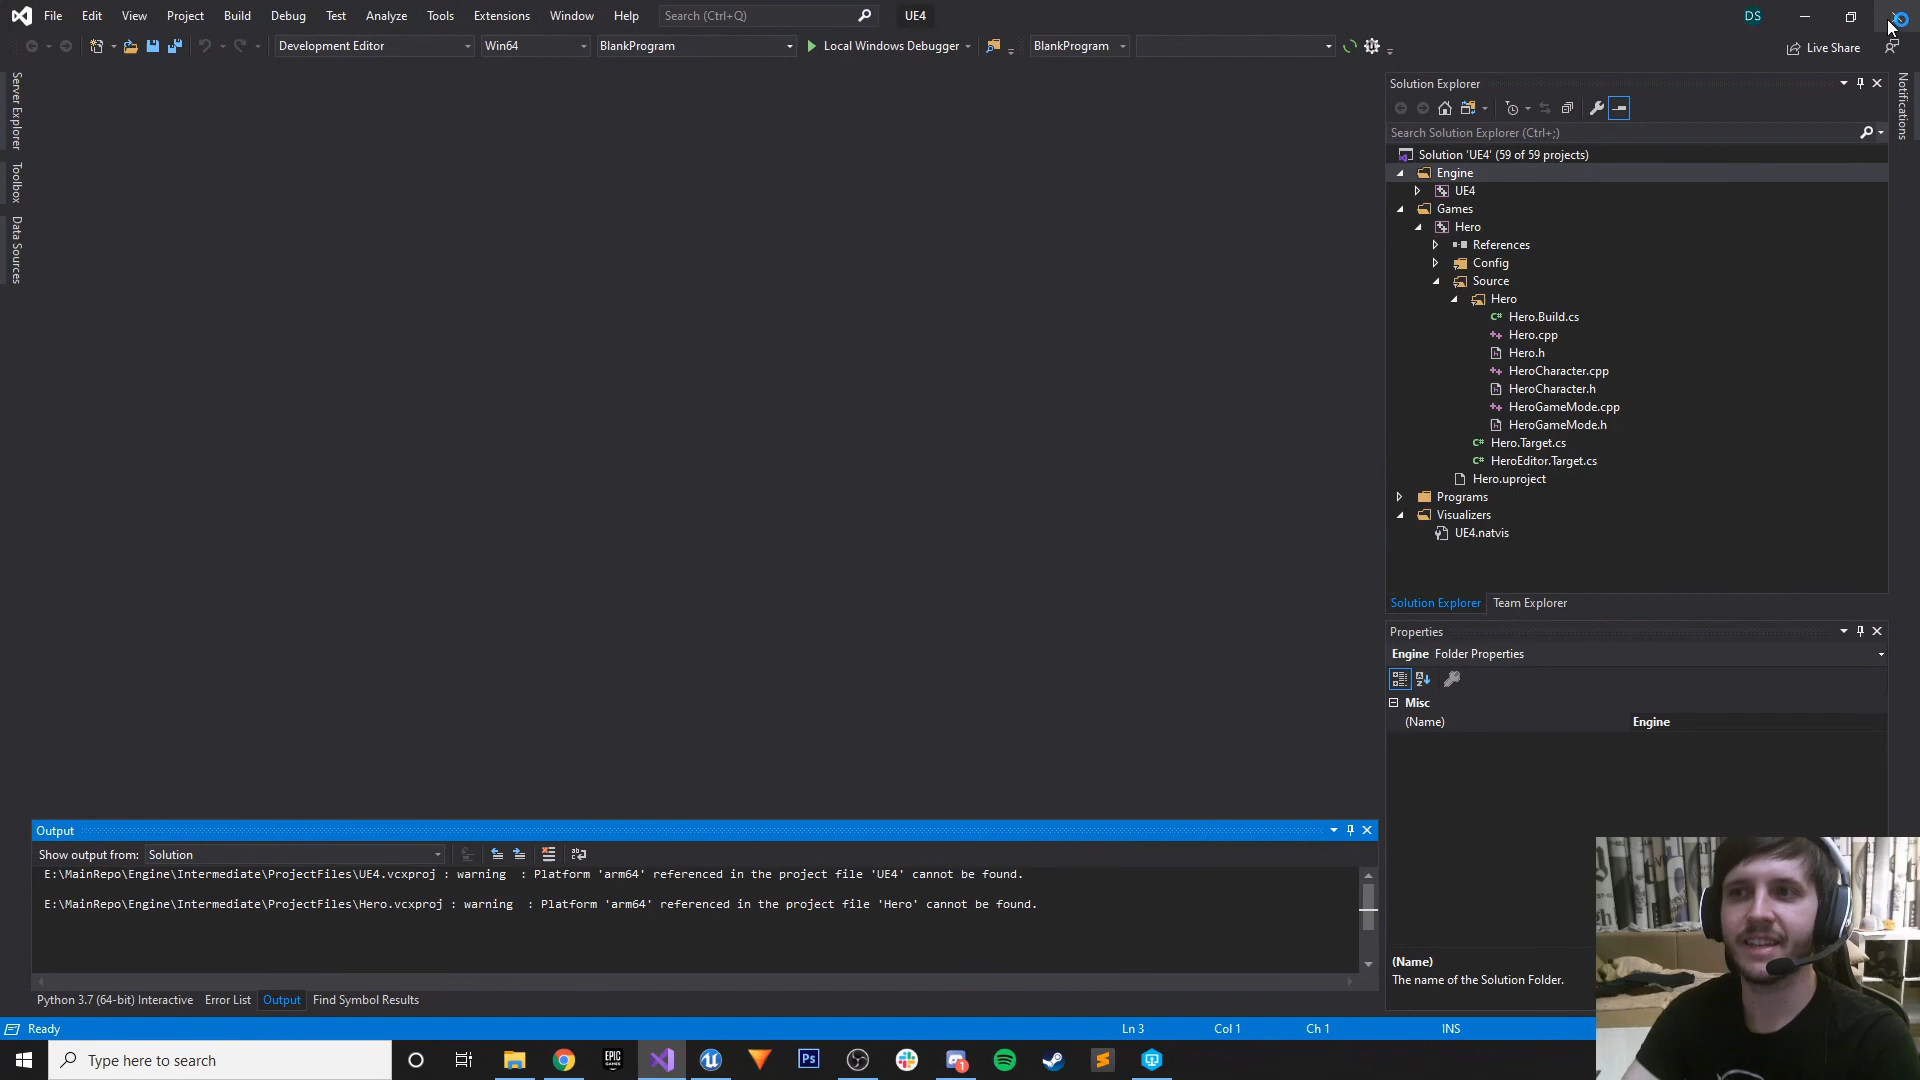 File Edit View Project Build Debug Test Analyze Tools Extensions Window Help Search (Ctrl+Q) UE4 DS
Development Editor Win64 BlankProgram Local Windows Debugger BlankProgram Live Share
Server Explorer
Toolbox
Data Sources
Notifications
Solution Explorer
Search Solution Explorer (Ctrl+;)
Solution 'UE4' (59 of 59 projects)
Engine
UE4
Games
Hero
References
Config
Source
Hero
Hero.Build.cs
Hero.cpp
Hero.h
HeroCharacter.cpp
HeroCharacter.h
HeroGameMode.cpp
HeroGameMode.h
Hero.Target.cs
HeroEditor.Target.cs
Hero.uproject
Programs
Visualizers
UE4.natvis
Solution Explorer Team Explorer
Properties
Engine Folder Properties
Misc
(Name) Engine
(Name)
The name of the Solution Folder.
Output
Show output from: Solution
E:\MainRepo\Engine\Intermediate\ProjectFiles\UE4.vcxproj : warning : Platform 'arm64' referenced in the project file 'UE4' cannot be found.
E:\MainRepo\Engine\Intermediate\ProjectFiles\Hero.vcxproj : warning : Platform 'arm64' referenced in the project file 'Hero' cannot be found.
Python 3.7 (64-bit) Interactive Error List Output Find Symbol Results
Ready Ln 3 Col 1 Ch 1 INS
Type here to search EPIC GAMES Ps 1